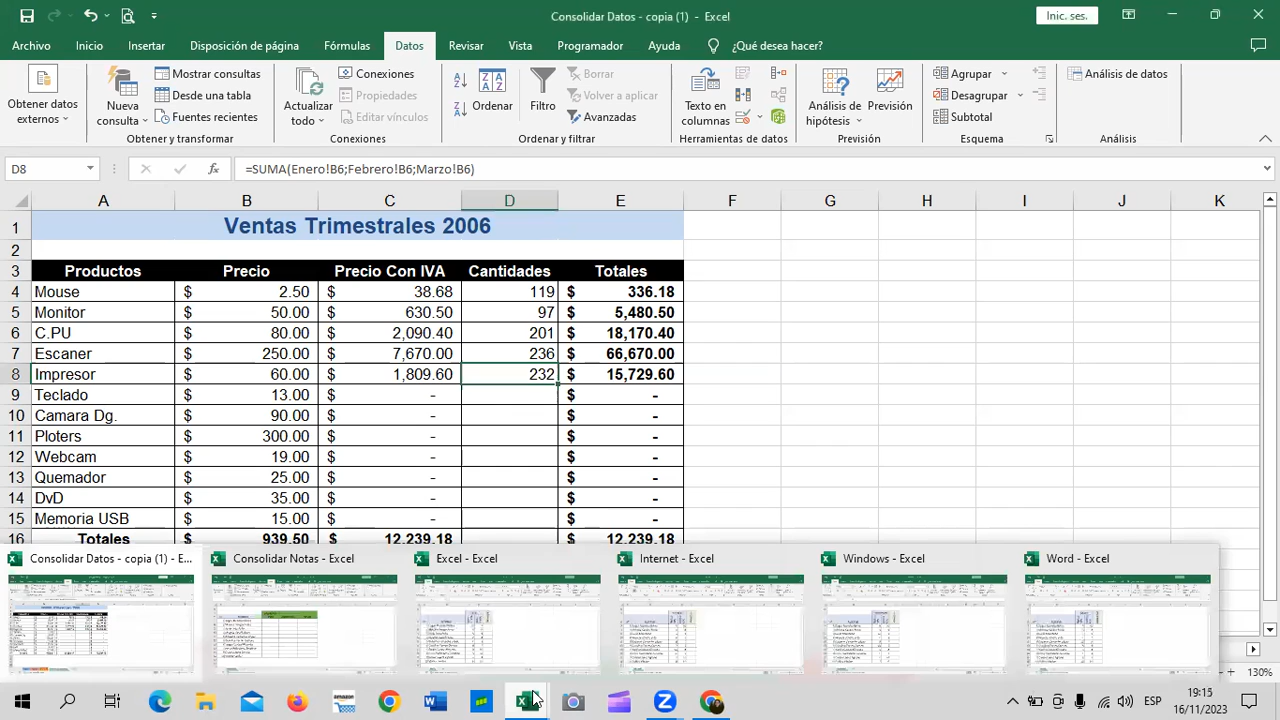 Consolidar Datos - copia (1) - Excel
Inic. ses.
Archivo Inicio Insertar Disposición de página Fórmulas Datos Revisar Vista Programador Ayuda ¿Qué desea hacer?
Obtener datos externos
Nueva consulta
Mostrar consultas
Desde una tabla
Fuentes recientes
Obtener y transformar
Actualizar todo
Conexiones
Propiedades
Editar vínculos
Conexiones
Ordenar
Filtro
Borrar
Volver a aplicar
Avanzadas
Ordenar y filtrar
Texto en columnas
Herramientas de datos
Análisis de hipótesis
Previsión
Previsión
Agrupar
Desagrupar
Subtotal
Esquema
Análisis de datos
Análisis
D8 fx =SUMA(Enero!B6;Febrero!B6;Marzo!B6)
A B C D E F G H I J K
1 Ventas Trimestrales 2006
2
3 Productos Precio Precio Con IVA Cantidades Totales
4 Mouse $ 2.50 $ 38.68 119 $ 336.18
5 Monitor $ 50.00 $ 630.50 97 $ 5,480.50
6 C.PU $ 80.00 $ 2,090.40 201 $ 18,170.40
7 Escaner $ 250.00 $ 7,670.00 236 $ 66,670.00
8 Impresor $ 60.00 $ 1,809.60 232 $ 15,729.60
9 Teclado $ 13.00 $ - $ -
10 Camara Dg. $ 90.00 $ - $ -
11 Ploters $ 300.00 $ - $ -
12 Webcam $ 19.00 $ - $ -
13 Quemador $ 25.00 $ - $ -
14 DvD $ 35.00 $ - $ -
15 Memoria USB $ 15.00 $ - $ -
16 Totales 939.50 12,239.18 12,239.18
Consolidar Datos - copia (1) - E... Consolidar Notas - Excel Excel - Excel Internet - Excel Windows - Excel Word - Excel
130%
amazon
ESP
19:15
16/11/2023